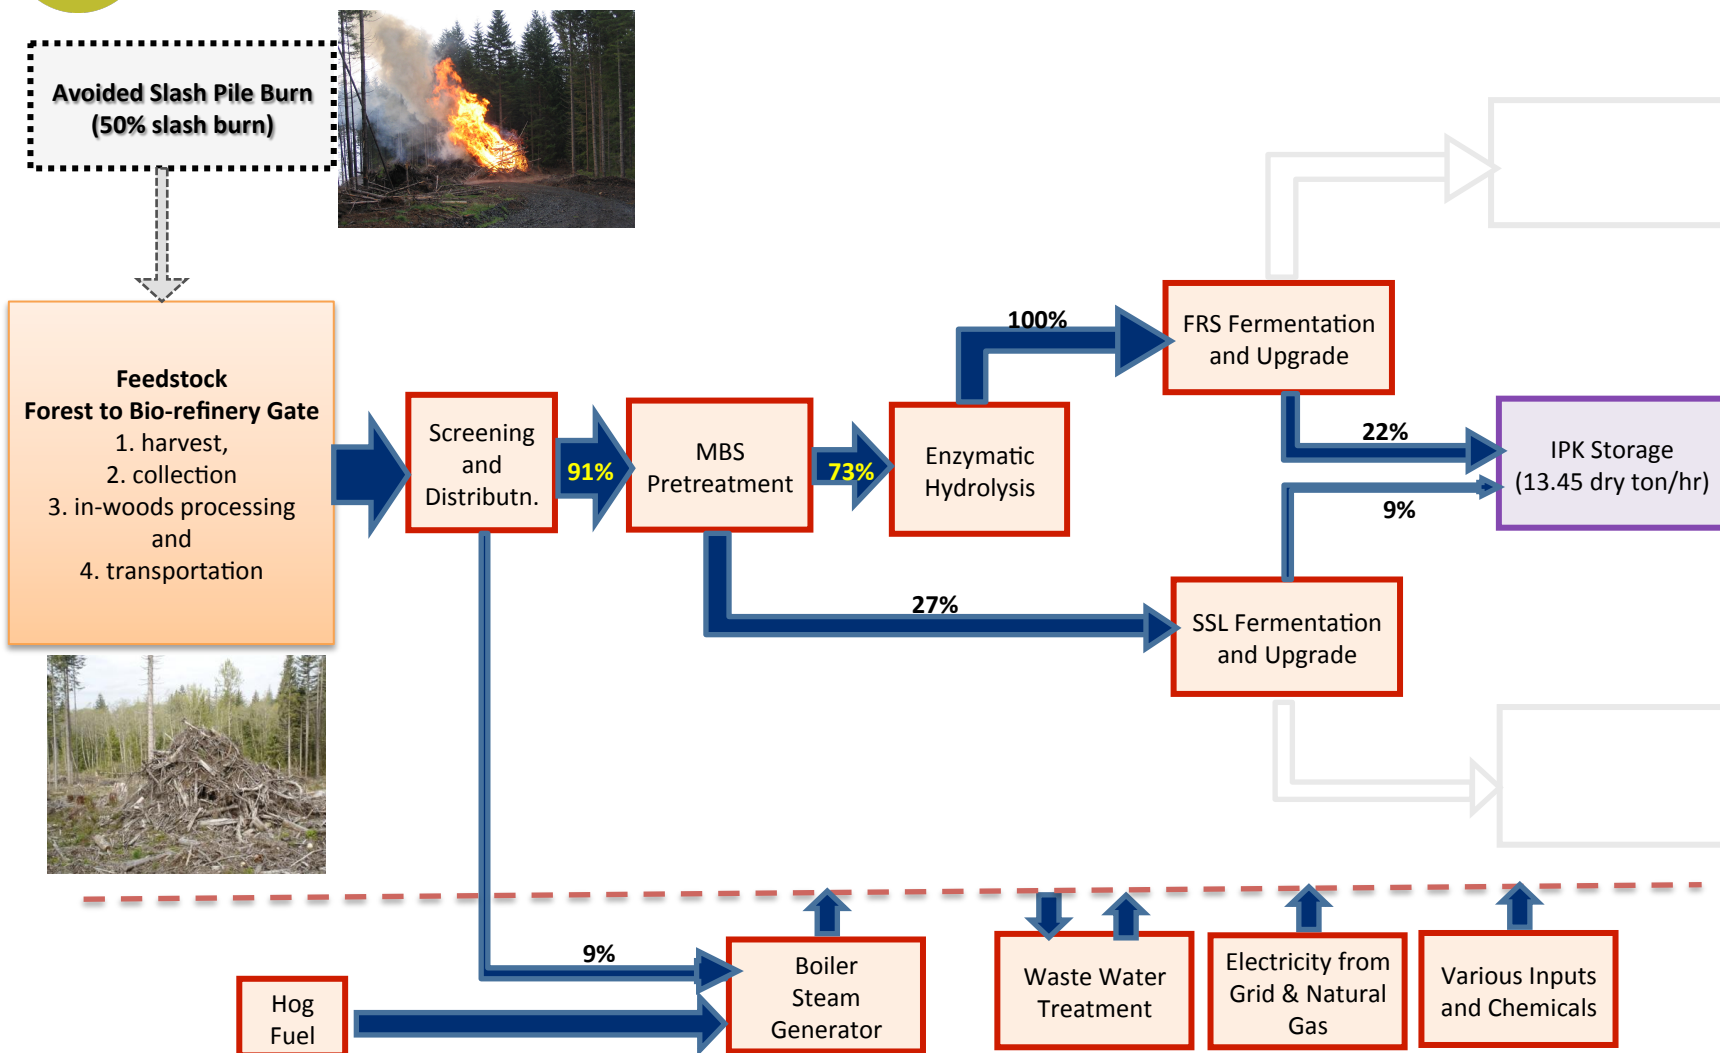 Avoided Slash Pile Burn
(50% slash burn)
Feedstock
Forest to Bio-refinery Gate
1. harvest,
2. collection
3. in-woods processing
and
4. transportation
Screening
and
Distributn.
91%
MBS
Pretreatment
73%
Enzymatic
Hydrolysis
100%
FRS Fermentation
and Upgrade
22%
IPK Storage
(13.45 dry ton/hr)
9%
27%
SSL Fermentation
and Upgrade
9%
Hog
Fuel
Boiler
Steam
Generator
Waste Water
Treatment
Electricity from
Grid & Natural
Gas
Various Inputs
and Chemicals